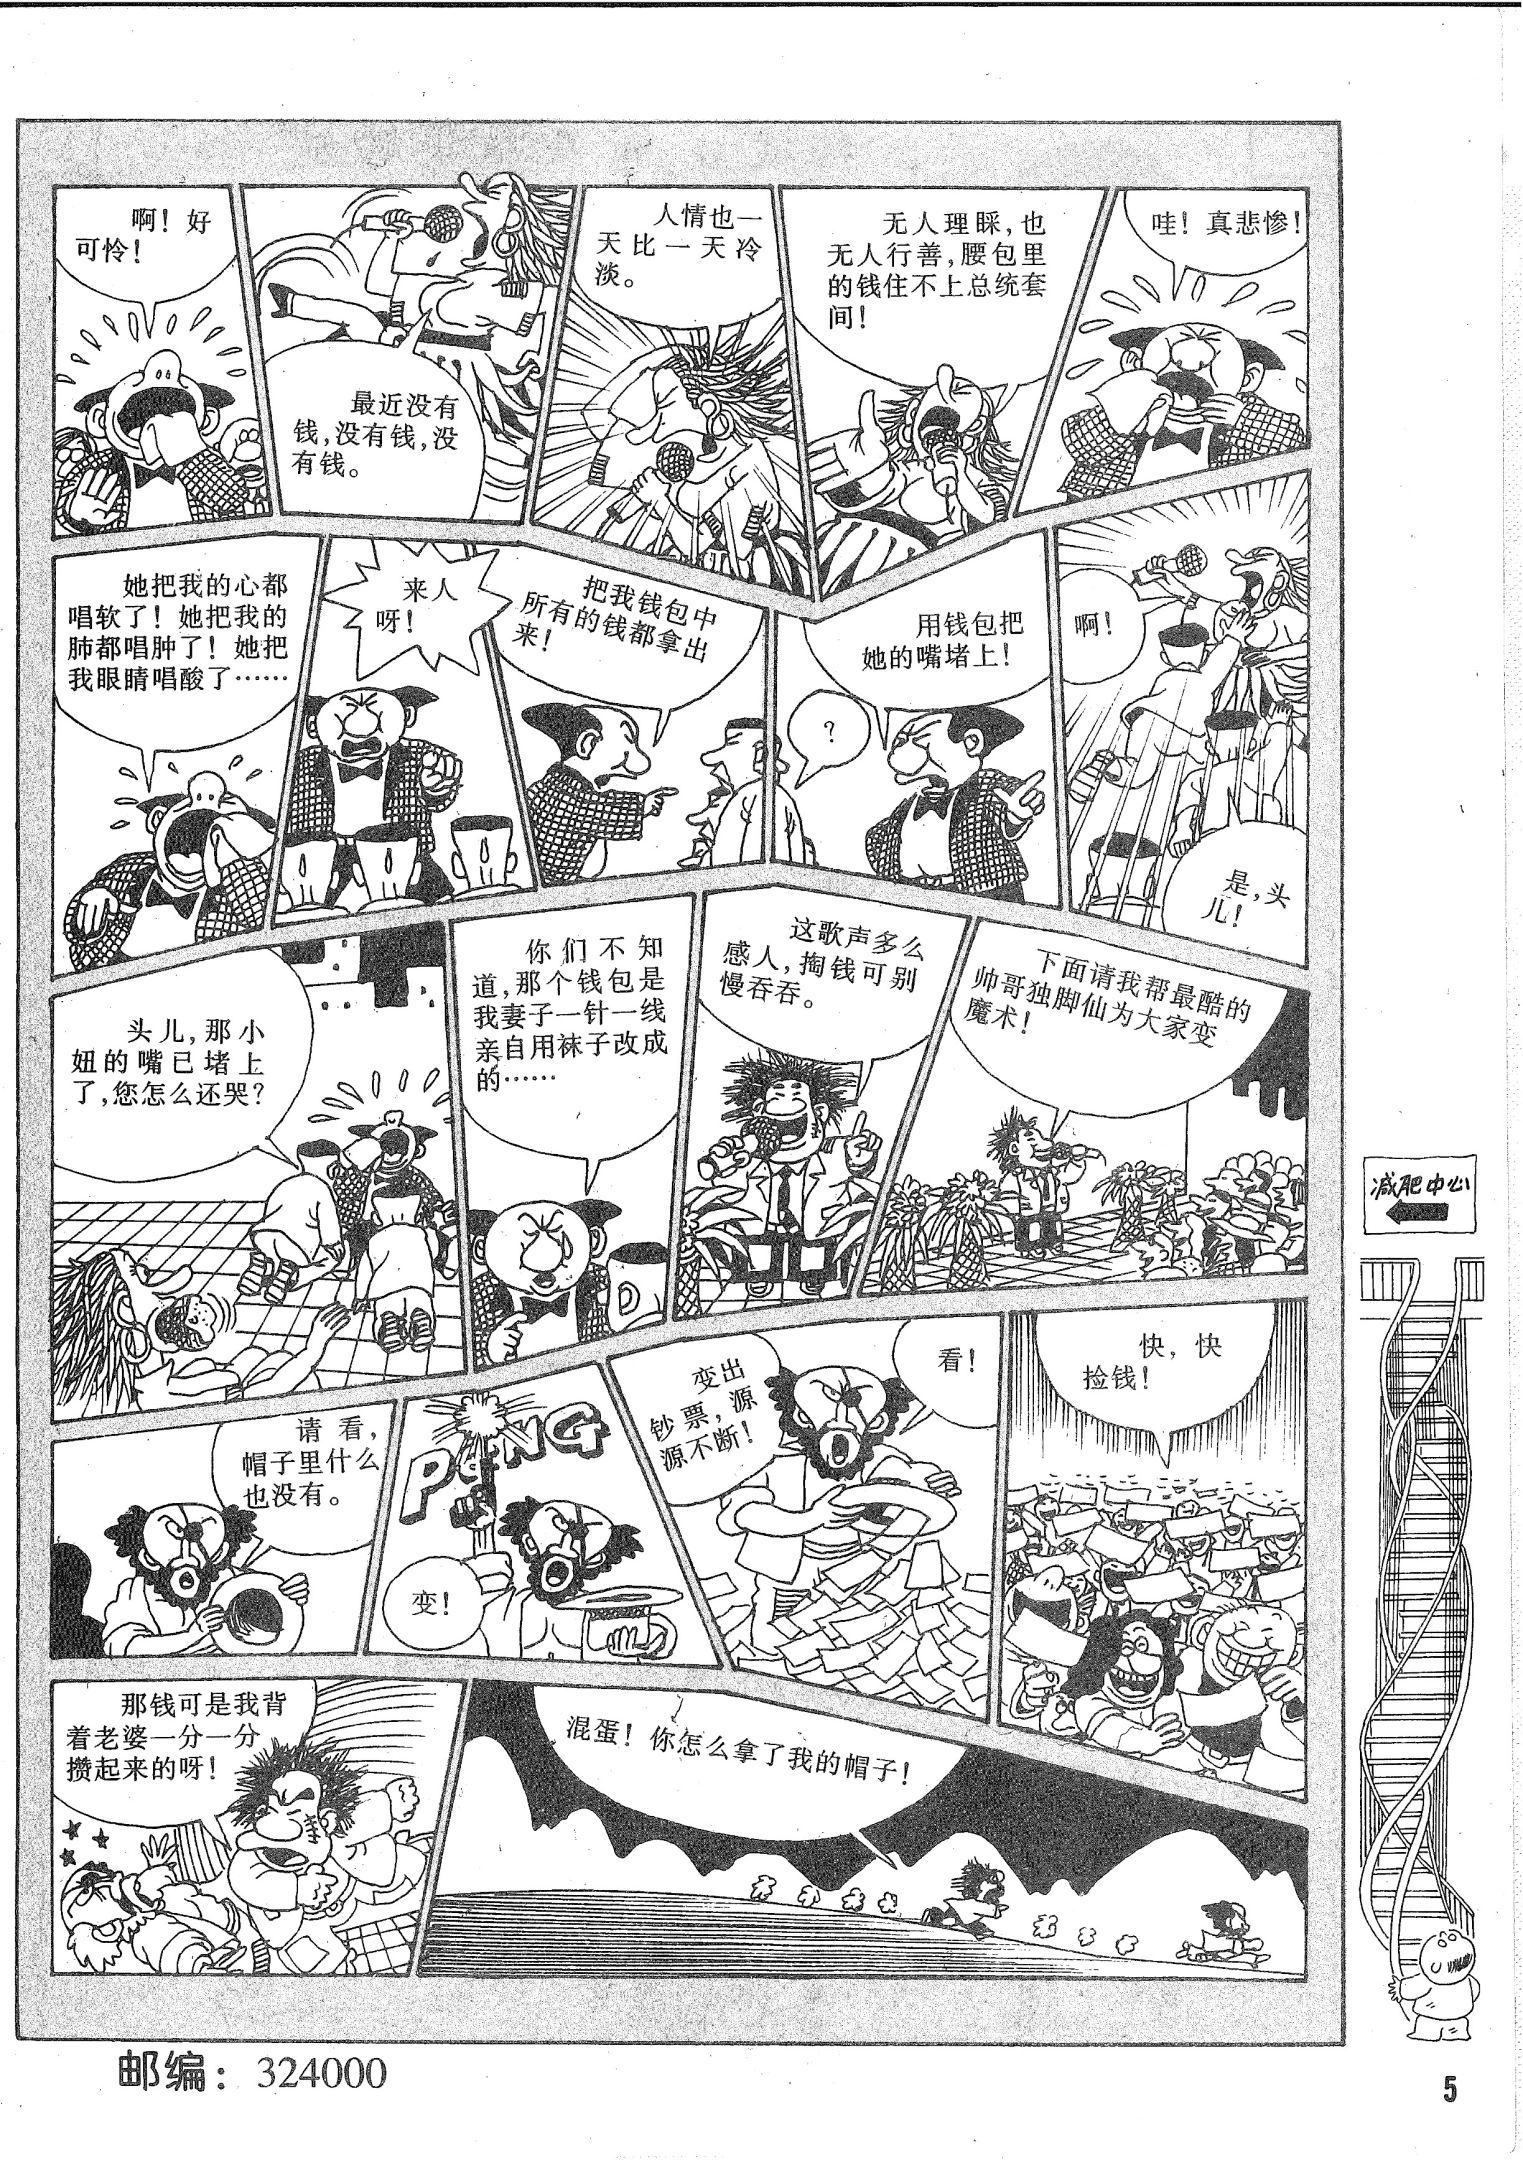 啊！好
可怜！
最近没有
钱，没有钱，没
有钱。
人情也一
天比一天冷
淡。
无人理睬，也
无人行善，腰包里
的钱住不上总统套
间！
哇！真悲惨！
她把我的心都
唱软了！她把我的
肺都唱肿了！她把
我眼睛唱酸了……
来人
呀！
把我钱包中
所有的钱都拿出
来！
？
用钱包把
她的嘴堵上！
啊！
是，头
儿！
头儿，那小
妞的嘴已堵上
了，您怎么还哭？
你们不知
道，那个钱包是
我妻子一针一线
亲自用袜子改成
的……
这歌声多么
感人，掏钱可别
慢吞吞。
下面请我帮最酷的
帅哥独脚仙为大家变
魔术！
请看，
帽子里什么
也没有。
PENG
变！
变出
钞票，源
源不断！
看！
快，快
捡钱！
那钱可是我背
着老婆一分一分
攒起来的呀！
混蛋！你怎么拿了我的帽子！
减肥中心
邮编：324000
5